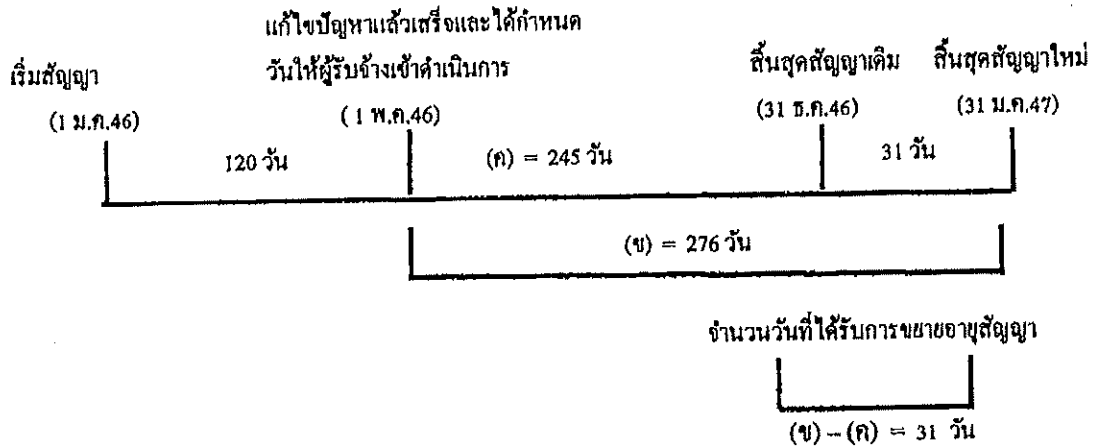 แก้ไขปัญหาแล้วเสร็จและได้กำหนด
วันให้ผู้รับจ้างเข้าดำเนินการ
เริ่มสัญญา
สิ้นสุดสัญญาเดิม
สิ้นสุดสัญญาใหม่
(1 ม.ค.46)
( 1 พ.ค.46)
(31 ธ.ค.46)
(31 ม.ค.47)
120 วัน
(ค) = 245 วัน
31 วัน
(ข) = 276 วัน
จำนวนวันที่ได้รับการขยายอายุสัญญา
(ข) – (ค) = 31 วัน